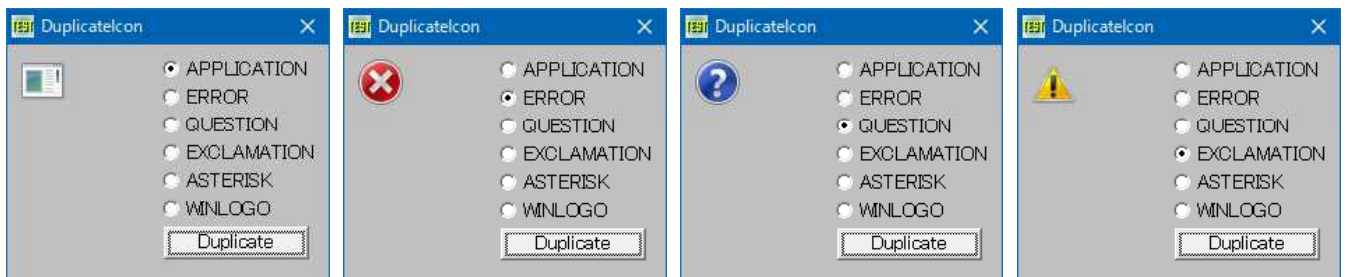 TEST DuplicateIcon
APPLICATION
ERROR
QUESTION
EXCLAMATION
ASTERISK
WINLOGO
Duplicate
TEST DuplicateIcon
APPLICATION
ERROR
QUESTION
EXCLAMATION
ASTERISK
WINLOGO
Duplicate
TEST DuplicateIcon
APPLICATION
ERROR
QUESTION
EXCLAMATION
ASTERISK
WINLOGO
Duplicate
TEST DuplicateIcon
APPLICATION
ERROR
QUESTION
EXCLAMATION
ASTERISK
WINLOGO
Duplicate